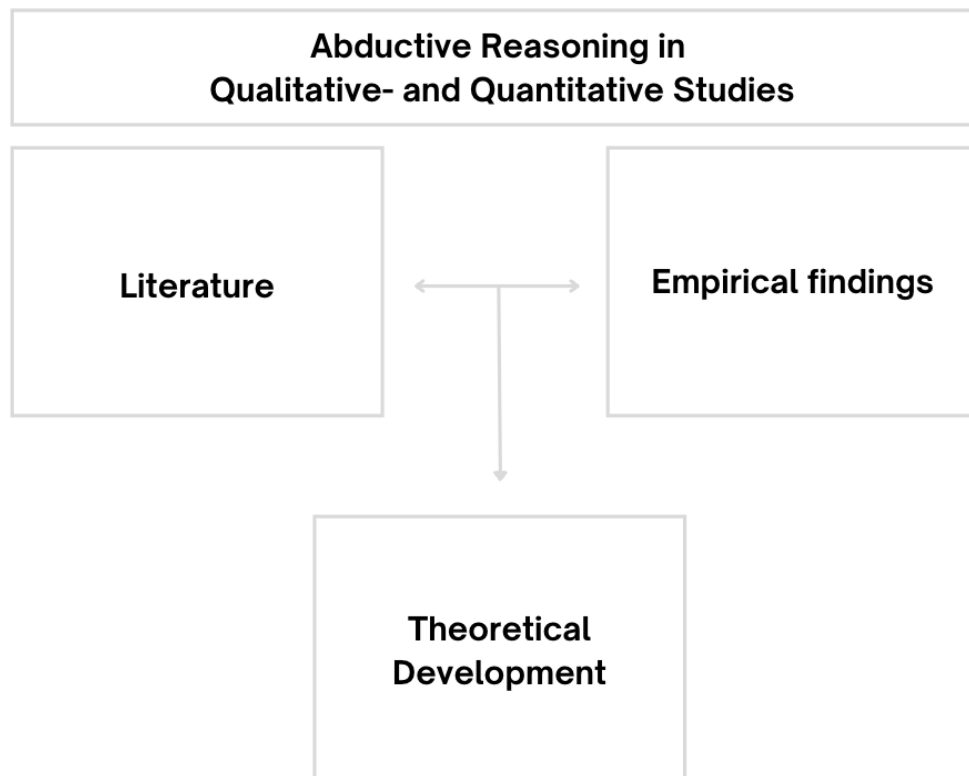 Abductive Reasoning in
Qualitative- and Quantitative Studies
Literature
Empirical findings
Theoretical
Development